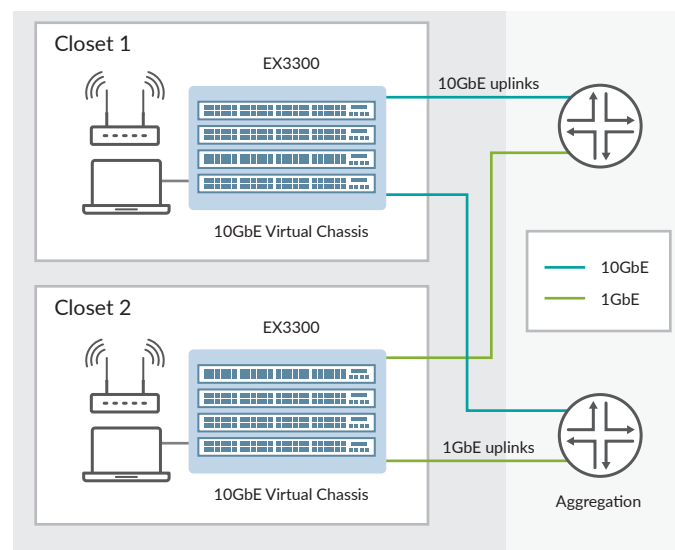 Closet 1
EX3300
10GbE uplinks
10GbE Virtual Chassis
10GbE
1GbE
Closet 2
EX3300
1GbE uplinks
10GbE Virtual Chassis
Aggregation